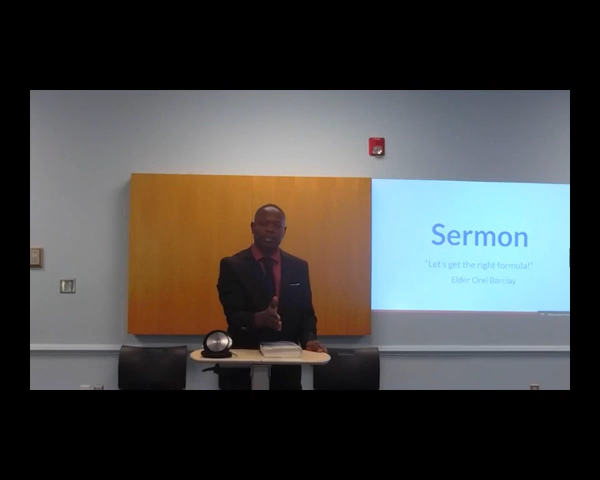 Sermon
"Let's get the right formula!"
Elder Orel Barclay